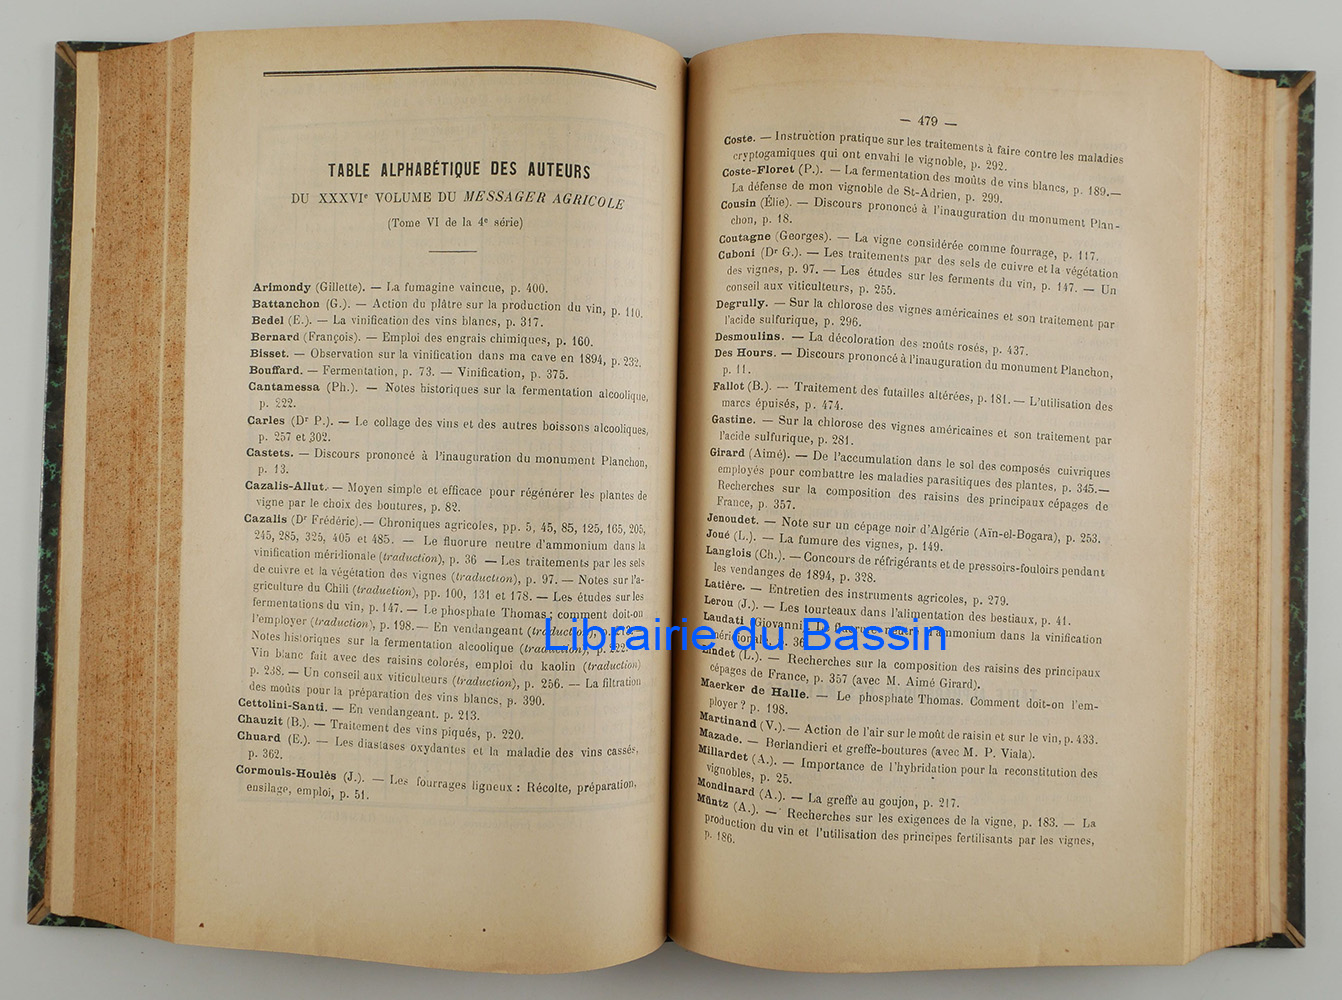 TABLE ALPHABÉTIQUE DES AUTEURS
DU XXXVIe VOLUME DU MESSAGER AGRICOLE
(Tome VI de la 4e série)
Arimondy (Gillette). — La fumagine vaincue, p. 400.
Battanchon (G.). — Action du plâtre sur la production du vin, p. 110.
Bedel (E.). — La vinification des vins blancs, p. 317.
Bernard (François). — Emploi des engrais chimiques, p. 160.
Bisset. — Observation sur la vinification dans ma cave en 1894, p. 232.
Bouffard. — Fermentation, p. 73. — Vinification, p. 375.
Cantamessa (Ph.). — Notes historiques sur la fermentation alcoolique,
p. 222.
Carles (Dr P.). — Le collage des vins et des autres boissons alcooliques,
p. 257 et 302.
Castets. — Discours prononcé à l'inauguration du monument Planchon,
p. 13.
Cazalis-Allut. — Moyen simple et efficace pour régénérer les plantes de
vigne par le choix des boutures, p. 82.
Cazalis (Dr Frédéric). — Chroniques agricoles, pp. 5, 45, 85, 125, 165, 205,
245, 285, 325, 405 et 485. — Le fluorure neutre d'ammonium dans la
vinification méridionale (traduction), p. 36 — Les traitements par les sels
de cuivre et la végétation des vignes (traduction), p. 97. — Notes sur l'a-
griculture du Chili (traduction), pp. 100, 131 et 178. — Les études sur les
fermentations du vin, p. 147. — Le phosphate Thomas; comment doit-on
l'employer (traduction), p. 198. — En vendangeant (traduction), p. 213.
Notes historiques sur la fermentation alcoolique (traduction), p. 222.
Vin blanc fait avec des raisins colorés, emploi du kaolin (traduction)
p. 238. — Un conseil aux viticulteurs (traduction), p. 256. — La filtration
des moûts pour la préparation des vins blancs, p. 390.
Cettolini-Santi. — En vendangeant. p. 213.
Chauzit (B.). — Traitement des vins piqués, p. 220.
Chuard (E.). — Les diastases oxydantes et la maladie des vins cassés,
p. 362.
Cormouls-Houlès (J.). — Les fourrages ligneux : Récolte, préparation,
ensilage, emploi, p. 51.
— 479 —
Coste. — Instruction pratique sur les traitements à faire contre les maladies
cryptogamiques qui ont envahi le vignoble, p. 292.
Coste-Floret (P.). — La fermentation des moûts de vins blancs, p. 189. —
La défense de mon vignoble de St-Adrien, p. 299.
Cousin (Élie). — Discours prononcé à l'inauguration du monument Plan-
chon, p. 18.
Coutagne (Georges). — La vigne considérée comme fourrage, p. 117.
Cuboni (Dr G.). — Les traitements par des sels de cuivre et la végétation
des vignes, p. 97. — Les études sur les ferments du vin, p. 147. — Un
conseil aux viticulteurs, p. 255.
Degrully. — Sur la chlorose des vignes américaines et son traitement par
l'acide sulfurique, p. 296.
Desmoulins. — La décoloration des moûts rosés, p. 437.
Des Hours. — Discours prononcé à l'inauguration du monument Planchon,
p. 11.
Fallot (B.). — Traitement des futailles altérées, p. 181. — L'utilisation des
marcs épuisés, p. 474.
Gastine. — Sur la chlorose des vignes américaines et son traitement par
l'acide sulfurique, p. 281.
Girard (Aimé). — De l'accumulation dans le sol des composés cuivriques
employés pour combattre les maladies parasitiques des plantes, p. 345. —
Recherches sur la composition des raisins des principaux cépages de
France, p. 357.
Jenoudet. — Note sur un cépage noir d'Algérie (Aïn-el-Bogara), p. 253.
Joué (L.). — La fumure des vignes, p. 149.
Langlois (Ch.). — Concours de réfrigérants et de pressoirs-fouloirs pendant
les vendanges de 1894, p. 328.
Latière. — Entretien des instruments agricoles, p. 279.
Lerou (J.). — Les tourteaux dans l'alimentation des bestiaux, p. 41.
Laudati (Giovanni). Le fluorure neutre d'ammonium dans la vinification
méridionale, p. 36
Librairie du Bassin
Lindet (L.). — Recherches sur la composition des raisins des principaux
cépages de France, p. 357 (avec M. Aimé Girard).
Maerker de Halle. — Le phosphate Thomas. Comment doit-on l'em-
ployer ? p. 198.
Martinand (V.). — Action de l'air sur le moût de raisin et sur le vin, p. 433.
Mazade. — Berlandieri et greffe-boutures (avec M. P. Viala).
Millardet (A.). — Importance de l'hybridation pour la reconstitution des
vignobles, p. 25.
Mondinard (A.). — La greffe au goujon, p. 217.
Müntz (A.). — Recherches sur les exigences de la vigne, p. 183. — La
production du vin et l'utilisation des principes fertilisants par les vignes,
p. 186.